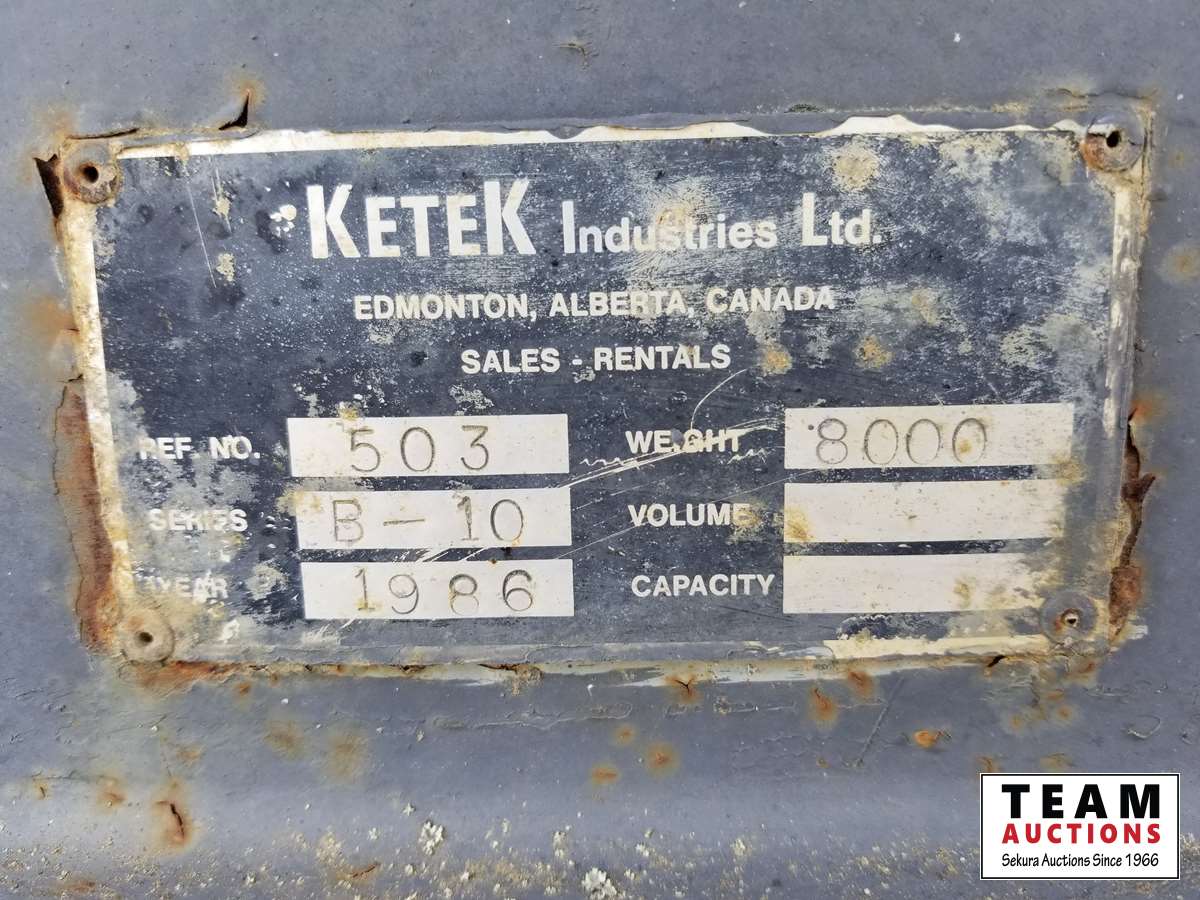 KETEK Industries Ltd.
EDMONTON, ALBERTA, CANADA
SALES - RENTALS
REF. NO. 503 WEIGHT 8000
SERIES B-10 VOLUME
YEAR 1986 CAPACITY
TEAM
AUCTIONS
Sekura Auctions Since 1966